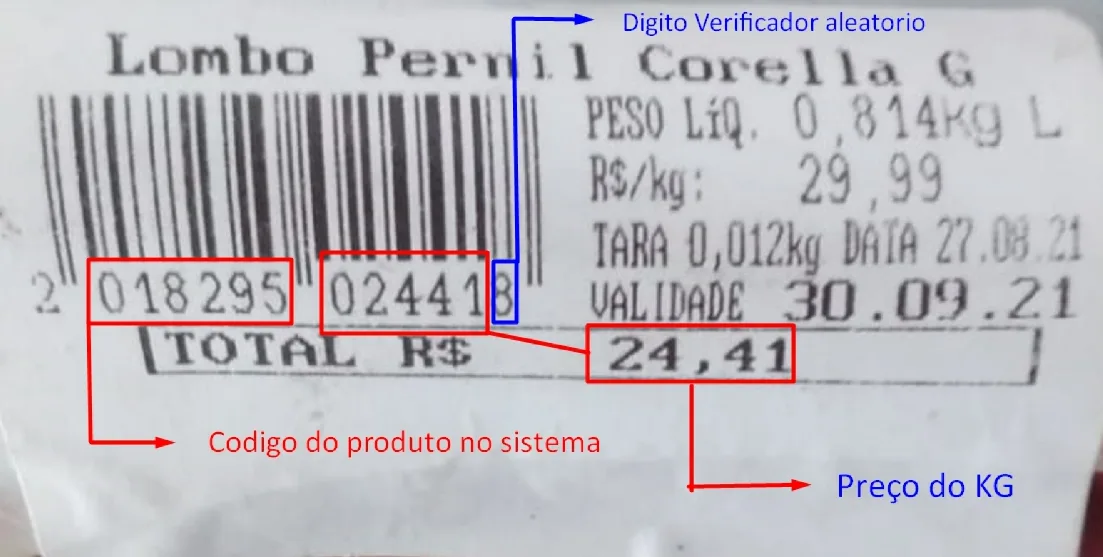 Digito Verificador aleatorio
Lombo Pernil Corella G
PESO LíQ. 0,814kg L
R$/kg: 29,99
TARA 0,012kg DATA 27.08.21
2 018295 024418 VALIDADE 30.09.21
TOTAL R$ 24,41
Codigo do produto no sistema
Preço do KG